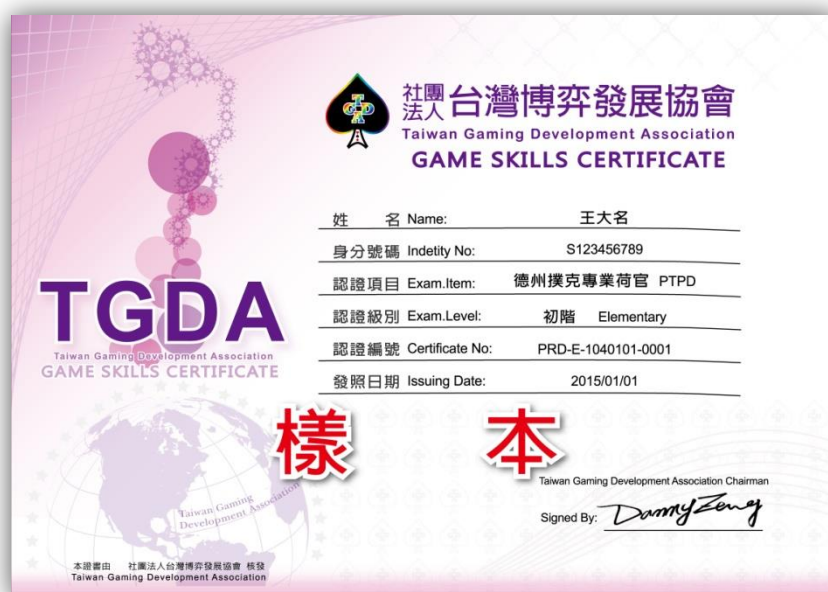 社團法人 台灣博弈發展協會
Taiwan Gaming Development Association
GAME SKILLS CERTIFICATE
姓 名 Name: 王大名
身分號碼 Indetity No: S123456789
認證項目 Exam.Item: 德州撲克專業荷官 PTPD
認證級別 Exam.Level: 初階 Elementary
認證編號 Certificate No: PRD-E-1040101-0001
發照日期 Issuing Date: 2015/01/01
TGDA
Taiwan Gaming Development Association
GAME SKILLS CERTIFICATE
樣 本
Taiwan Gaming
Development Association
Taiwan Gaming Development Association Chairman
Signed By: Danny Zeng
本證書由 社團法人台灣博弈發展協會 核發
Taiwan Gaming Development Association